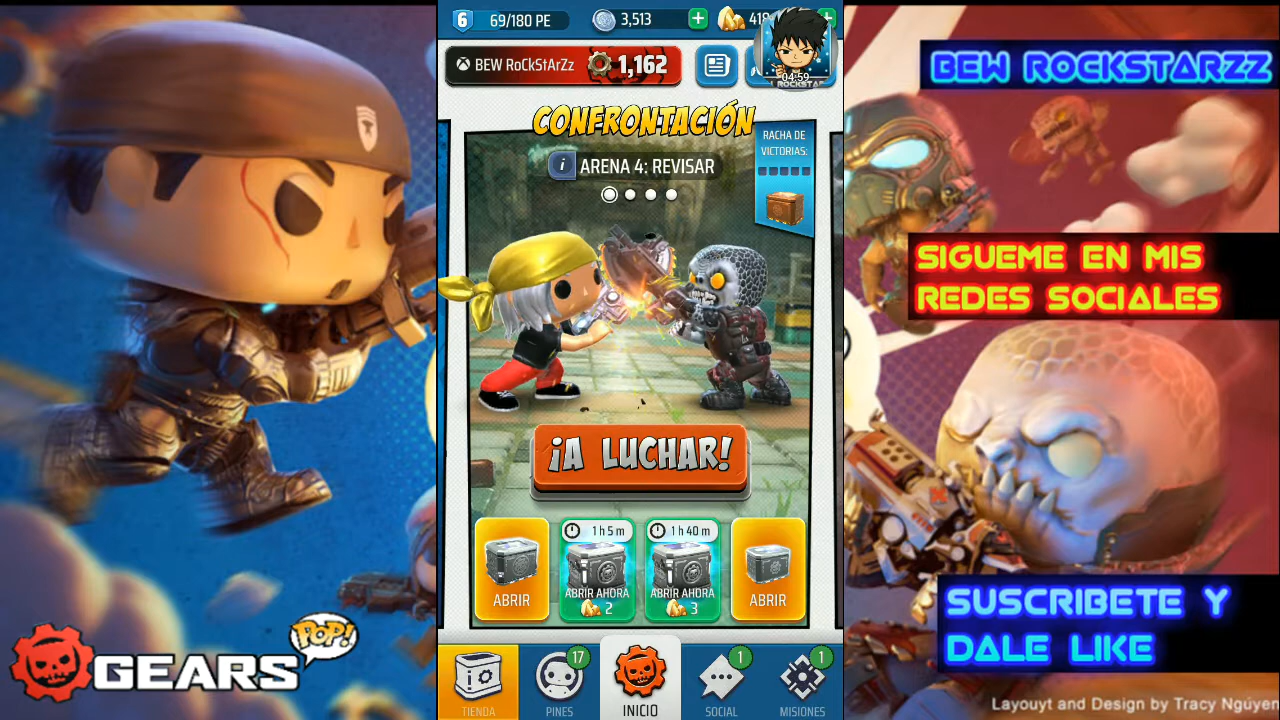 6 69/180 PE 3,513 418
BEW RoCkStArZz 1,162
04:59
ROCKSTAR
CONFRONTACIÓN
RACHA DE
VICTORIAS:
i ARENA 4: REVISAR
¡A LUCHAR!
ABRIR
1 h 5 m
ABRIR AHORA
2
1 h 40 m
ABRIR AHORA
3
ABRIR
TIENDA
17
PINES
INICIO
1
SOCIAL
1
MISIONES
GEARS POP!
BEW ROCKSTARZZ
SIGUEME EN MIS
REDES SOCIALES
SUSCRIBETE Y
DALE LIKE
Layouyt and Design by Tracy Nguyen